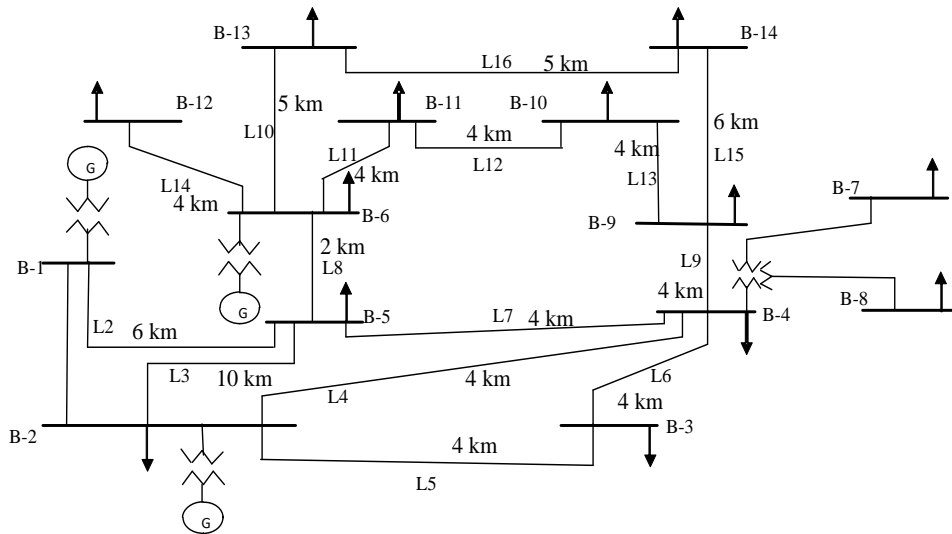 B-13
B-14
L16
5 km
B-12
5 km
B-11
B-10
L10
4 km
4 km
6 km
L12
L15
G
L11
4 km
L13
L14
4 km
B-7
B-6
B-9
2 km
L8
L9
B-1
4 km
B-8
G
B-5
L7
4 km
B-4
L2
6 km
L3
10 km
L4
4 km
L6
4 km
B-2
B-3
4 km
L5
G